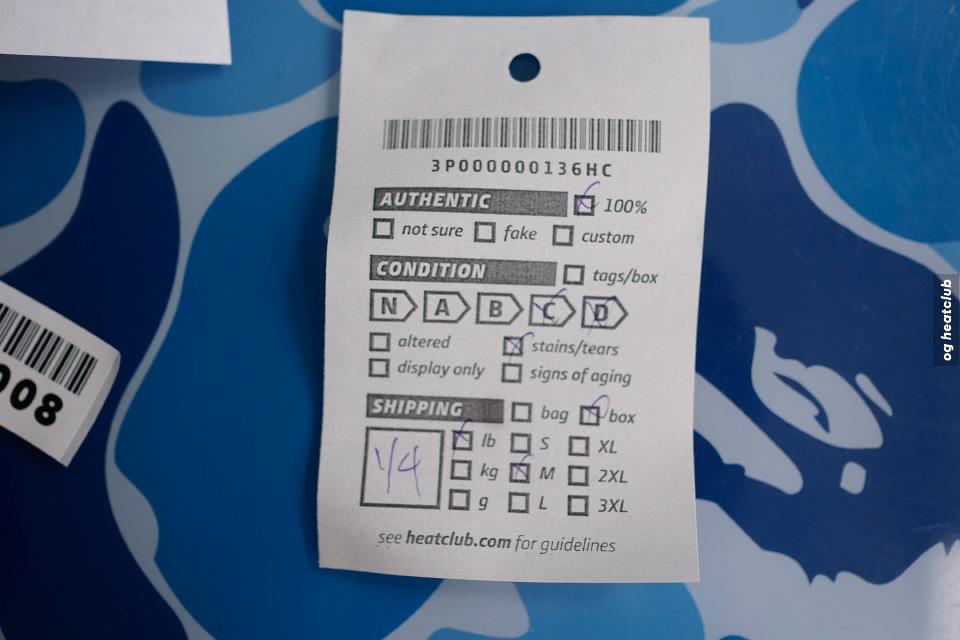 3P000000136HC
AUTHENTIC 100%
not sure fake custom
CONDITION tags/box
N A B C D
altered stains/tears
display only signs of aging
SHIPPING bag box
1/4 lb S XL
kg M 2XL
g L 3XL
see heatclub.com for guidelines
008
og heatclub